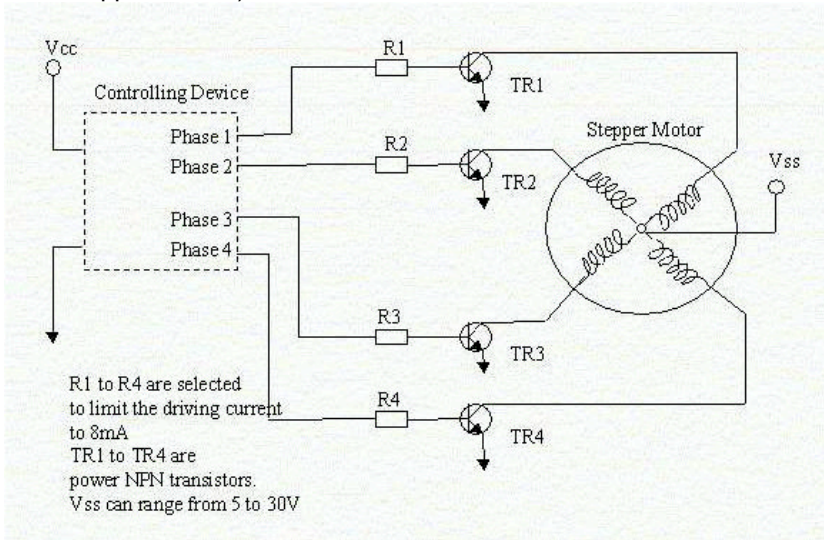 Vcc
Controlling Device
Phase 1
Phase 2
Phase 3
Phase 4
R1
TR1
R2
TR2
R3
TR3
R4
TR4
Stepper Motor
Vss
R1 to R4 are selected
to limit the driving current
to 8mA
TR1 to TR4 are
power NPN transistors.
Vss can range from 5 to 30V